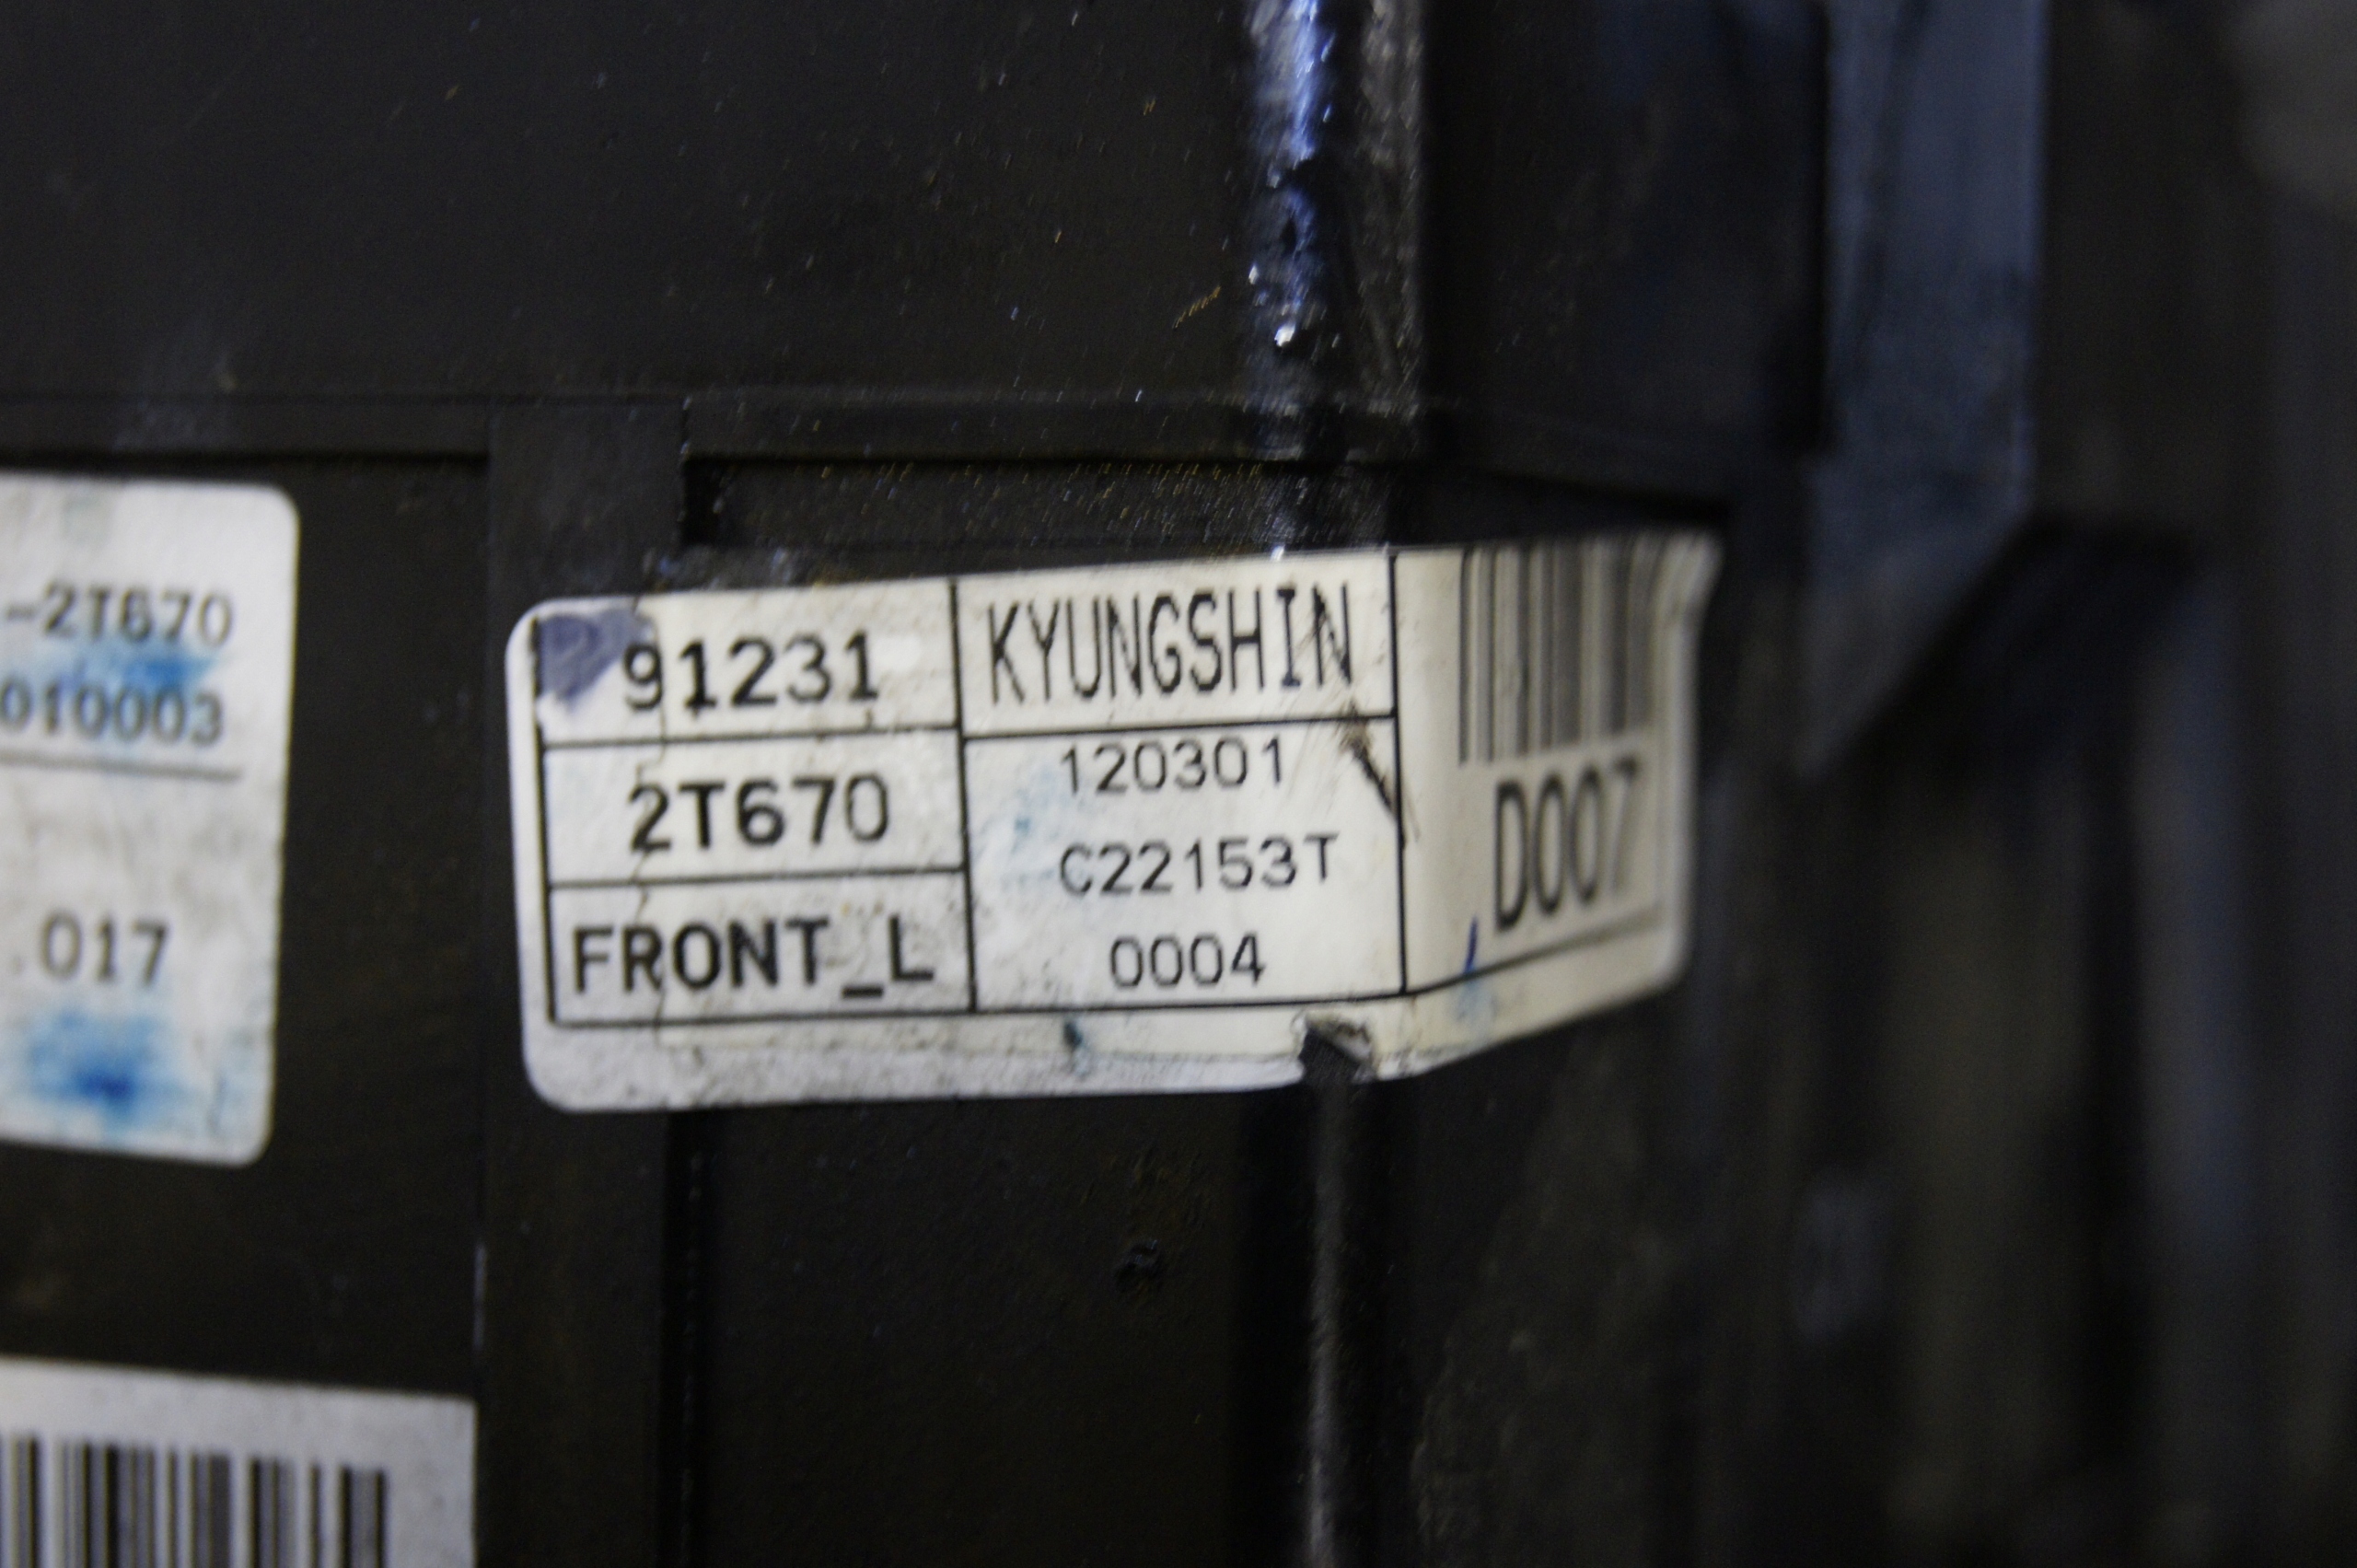 -2T670
010003
.017
91231
2T670
FRONT_L
KYUNGSHIN
120301
C22153T
0004
D007